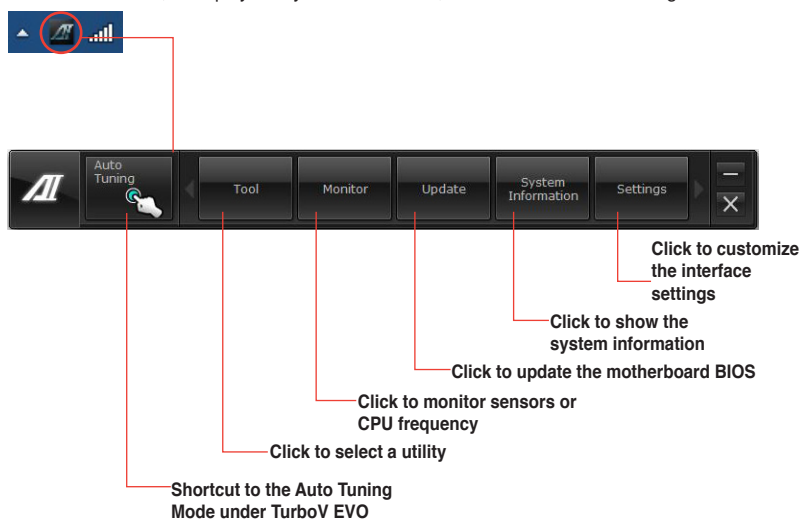 Auto
Tuning
Tool
Monitor
Update
System
Information
Settings
Click to customize
the interface
settings
Click to show the
system information
Click to update the motherboard BIOS
Click to monitor sensors or
CPU frequency
Click to select a utility
Shortcut to the Auto Tuning
Mode under TurboV EVO